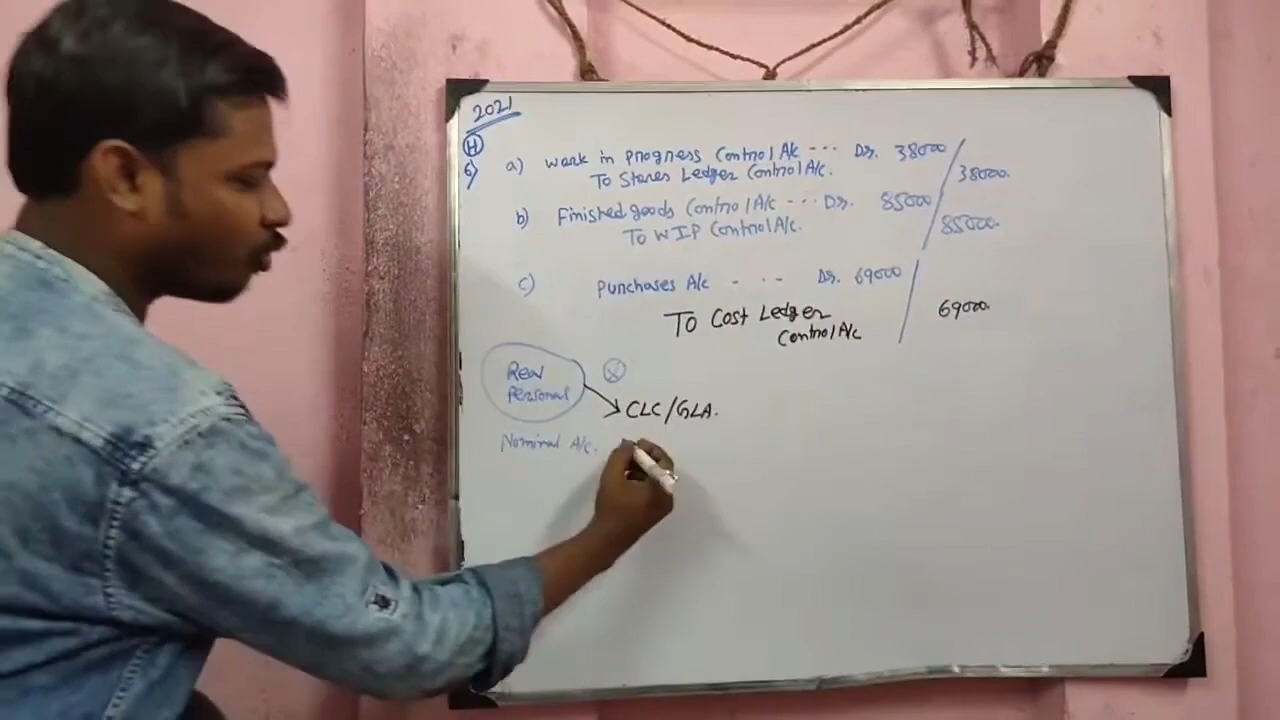 2021
H
6)
a) Work in progress Control A/c --- Dr. 38000
To Stores Ledger Control A/c. 38000.
b) Finished goods Control A/c --- Dr. 85000
To WIP Control A/c. 85000.
c) Purchases A/c - - - Dr. 69000
To Cost Ledger 69000.
Control A/c
Real
Personal
CLC/GLA.
Nominal A/c.